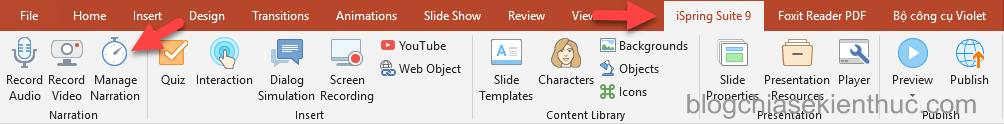 File Home Insert Design Transitions Animations Slide Show Review View iSpring Suite 9 Foxit Reader PDF Bộ công cụ Violet
Record Audio
Record Video
Manage Narration
Narration
Quiz
Interaction
Dialog Simulation
Screen Recording
YouTube
Web Object
Insert
Slide Templates
Characters
Backgrounds
Objects
Icons
Content Library
Slide Properties
Presentation Resources
Player
Presentation
Preview
Publish
Publish
blogchiasekienthuc.com